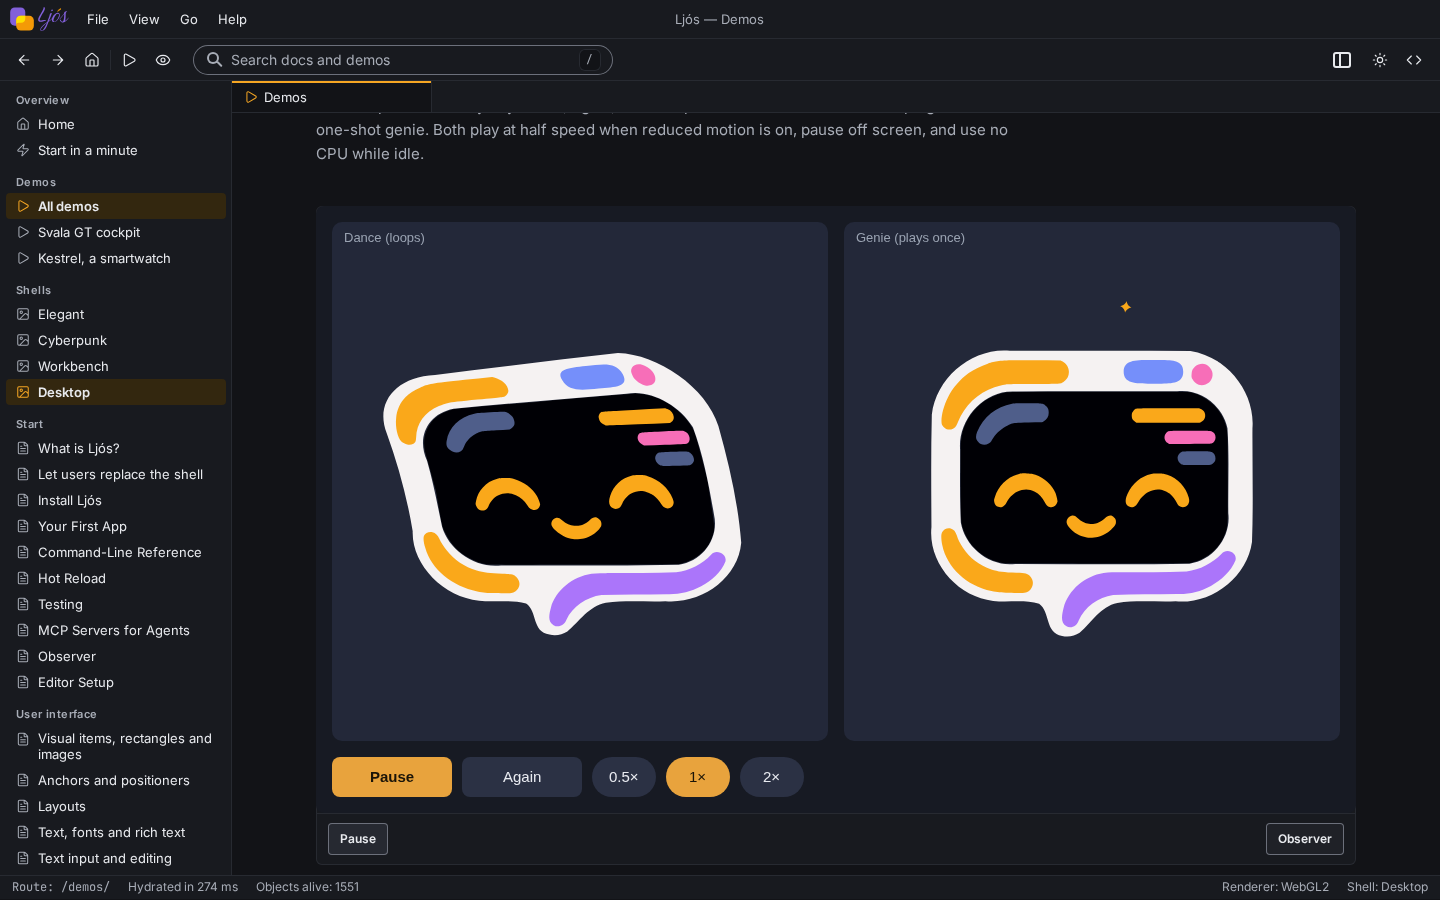 Ljós
File
View
Go
Help
Ljós — Demos
Search docs and demos
/
Overview
Home
Start in a minute
Demos
All demos
Svala GT cockpit
Kestrel, a smartwatch
Shells
Elegant
Cyberpunk
Workbench
Desktop
Start
What is Ljós?
Let users replace the shell
Install Ljós
Your First App
Command-Line Reference
Hot Reload
Testing
MCP Servers for Agents
Observer
Editor Setup
User interface
Visual items, rectangles and
images
Anchors and positioners
Layouts
Text, fonts and rich text
Text input and editing
Demos
one-shot genie. Both play at half speed when reduced motion is on, pause off screen, and use no
CPU while idle.
Dance (loops)
Genie (plays once)
Pause
Again
0.5×
1×
2×
Pause
Observer
Route: /demos/
Hydrated in 274 ms
Objects alive: 1551
Renderer: WebGL2
Shell: Desktop